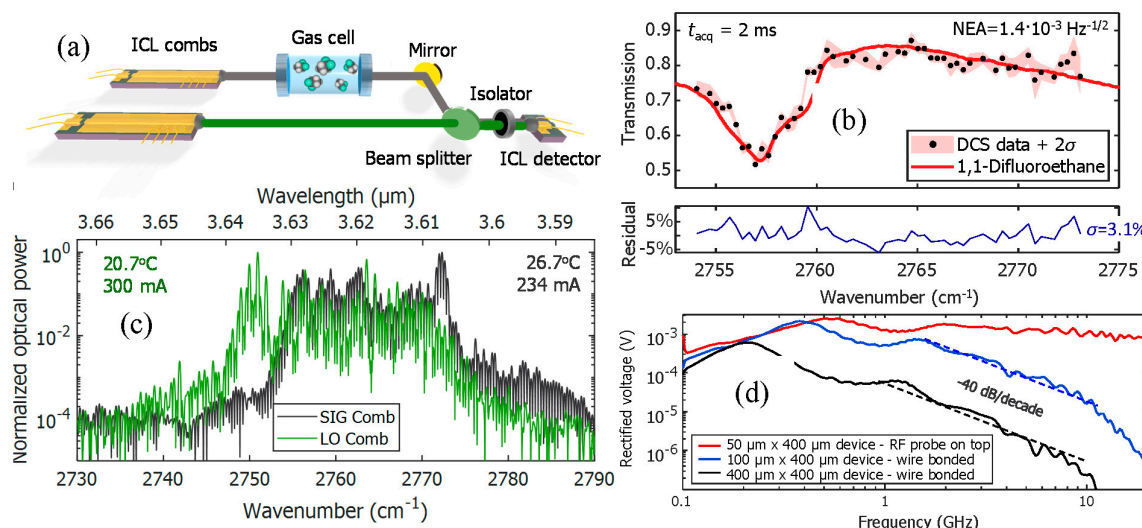 (a)
ICL combs
Gas cell
Mirror
Isolator
Beam splitter
ICL detector
Wavelength (µm)
3.66 3.65 3.64 3.63 3.62 3.61 3.6 3.59
Normalized optical power
10⁰
10⁻²
10⁻⁴
20.7°C
300 mA
26.7°C
234 mA
(c)
SIG Comb
LO Comb
2730 2740 2750 2760 2770 2780 2790
Wavenumber (cm⁻¹)
t_acq = 2 ms
NEA=1.4·10⁻³ Hz⁻¹/²
Transmission
0.9
0.8
0.7
0.6
0.5
(b)
DCS data + 2σ
1,1-Difluoroethane
Residual
5%
-5%
σ=3.1%
2755 2760 2765 2770 2775
Wavenumber (cm⁻¹)
Rectified voltage (V)
10⁻³
10⁻⁴
10⁻⁵
10⁻⁶
(d)
-40 dB/decade
50 µm x 400 µm device - RF probe on top
100 µm x 400 µm device - wire bonded
400 µm x 400 µm device - wire bonded
0.1 1 10
Frequency (GHz)